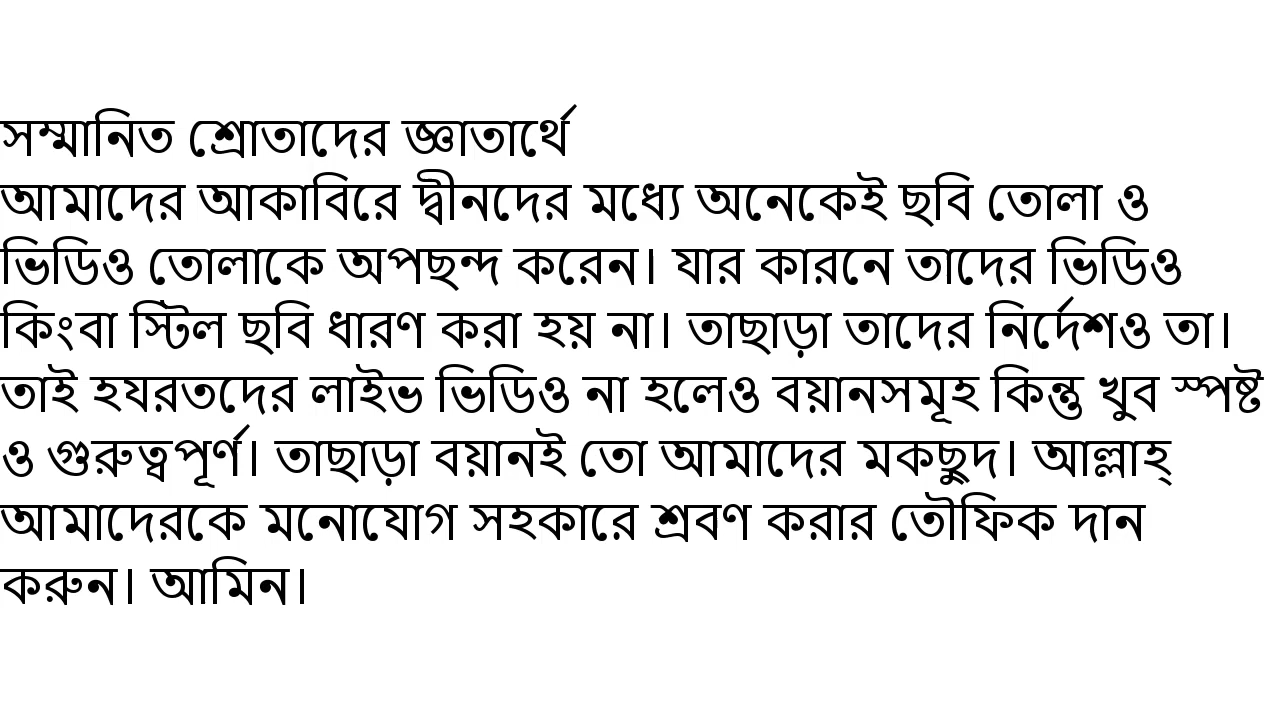 সম্মানিত শ্রোতাদের জ্ঞাতার্থে
আমাদের আকাবিরে দ্বীনদের মধ্যে অনেকেই ছবি তোলা ও
ভিডিও তোলাকে অপছন্দ করেন। যার কারনে তাদের ভিডিও
কিংবা স্টিল ছবি ধারণ করা হয় না। তাছাড়া তাদের নির্দেশও তা।
তাই হযরতদের লাইভ ভিডিও না হলেও বয়ানসমূহ কিন্তু খুব স্পষ্ট
ও গুরুত্বপূর্ণ। তাছাড়া বয়ানই তো আমাদের মকছুদ। আল্লাহ্
আমাদেরকে মনোযোগ সহকারে শ্রবণ করার তৌফিক দান
করুন। আমিন।